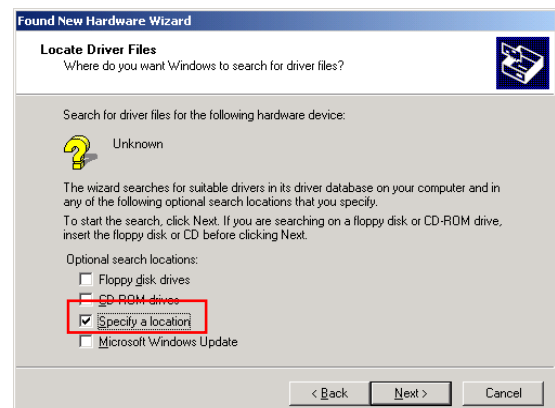 Found New Hardware Wizard
Locate Driver Files
Where do you want Windows to search for driver files?
Search for driver files for the following hardware device:
Unknown
The wizard searches for suitable drivers in its driver database on your computer and in
any of the following optional search locations that you specify.
To start the search, click Next. If you are searching on a floppy disk or CD-ROM drive,
insert the floppy disk or CD before clicking Next.
Optional search locations:
Floppy disk drives
CD-ROM drives
Specify a location
Microsoft Windows Update
< Back Next > Cancel